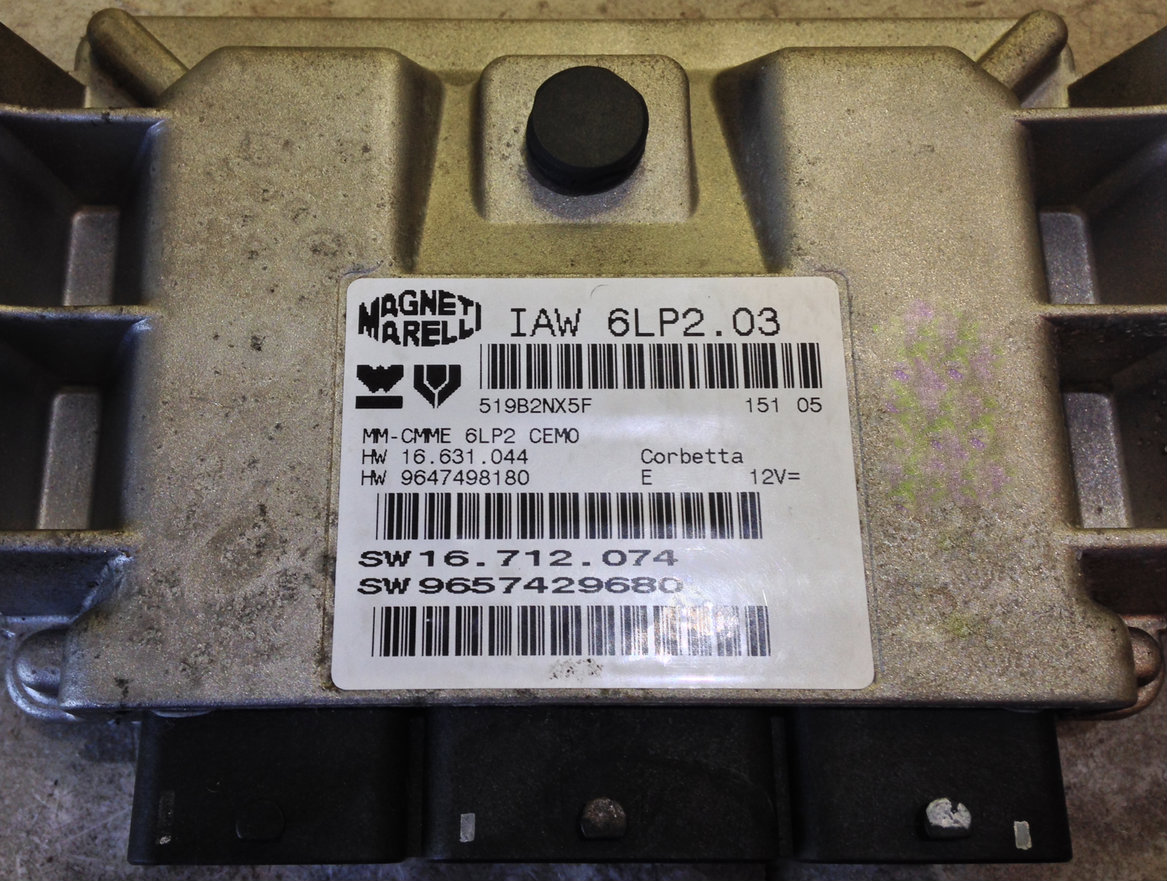 MAGNETI MARELLI
IAW 6LP2.03
519B2NX5F 151 05
MM-CMME 6LP2 CEMO
HW 16.631.044 Corbetta
HW 9647498180 E 12V=
SW 16.712.074
SW 9657429680